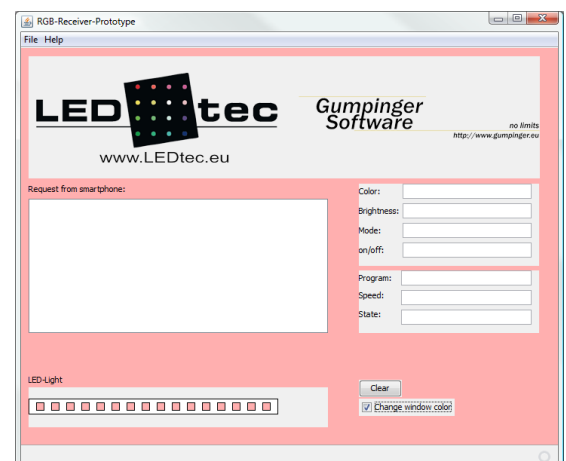 RGB-Receiver-Prototype
File Help
LED tec
www.LEDtec.eu
Gumpinger
Software
no limits
http://www.gumpinger.eu
Request from smartphone:
Color:
Brightness:
Mode:
on/off:
Program:
Speed:
State:
LED-Light
Clear
Change window color